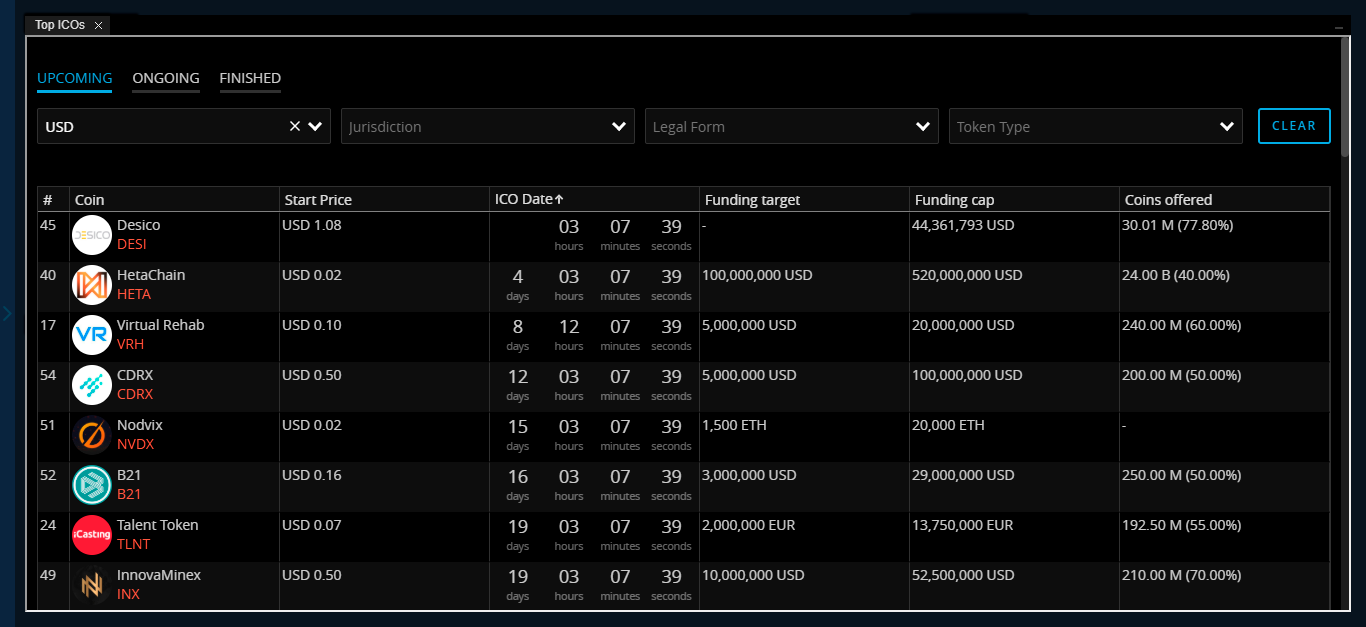 Top ICOs
UPCOMING ONGOING FINISHED
USD Jurisdiction Legal Form Token Type CLEAR
# Coin Start Price ICO Date Funding target Funding cap Coins offered
45 DESICO Desico USD 1.08 03 07 39 - 44,361,793 USD 30.01 M (77.80%)
DESI hours minutes seconds
40 HetaChain USD 0.02 4 03 07 39 100,000,000 USD 520,000,000 USD 24.00 B (40.00%)
HETA days hours minutes seconds
17 VR Virtual Rehab USD 0.10 8 12 07 39 5,000,000 USD 20,000,000 USD 240.00 M (60.00%)
VRH days hours minutes seconds
54 CDRX USD 0.50 12 03 07 39 5,000,000 USD 100,000,000 USD 200.00 M (50.00%)
CDRX days hours minutes seconds
51 Nodvix USD 0.02 15 03 07 39 1,500 ETH 20,000 ETH -
NVDX days hours minutes seconds
52 B21 USD 0.16 16 03 07 39 3,000,000 USD 29,000,000 USD 250.00 M (50.00%)
B21 days hours minutes seconds
24 iCasting Talent Token USD 0.07 19 03 07 39 2,000,000 EUR 13,750,000 EUR 192.50 M (55.00%)
TLNT days hours minutes seconds
49 InnovaMinex USD 0.50 19 03 07 39 10,000,000 USD 52,500,000 USD 210.00 M (70.00%)
INX days hours minutes seconds